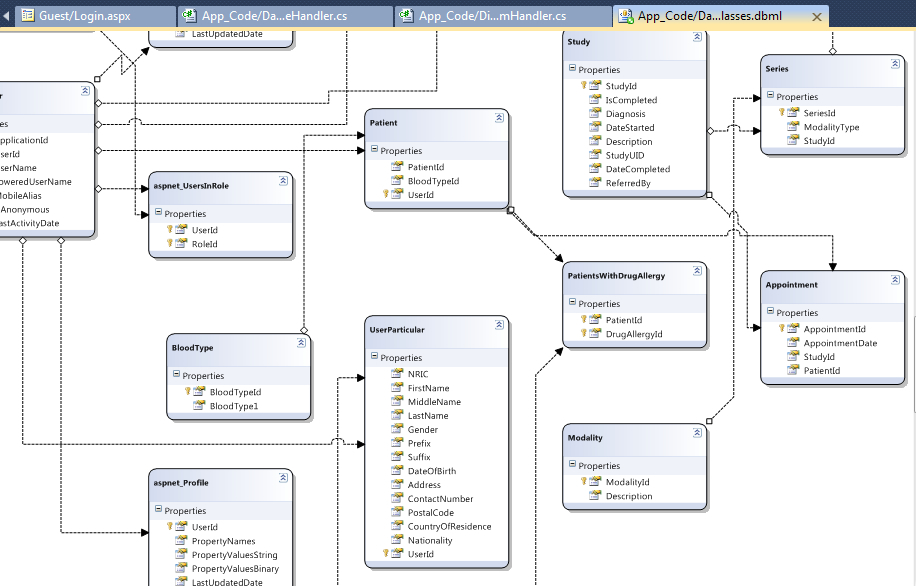 Guest/Login.aspx
App_Code/Da...eHandler.cs
App_Code/Di...mHandler.cs
App_Code/Da...lasses.dbml
LastUpdatedDate
r
es
pplicationId
serId
serName
oweredUserName
MobileAlias
Anonymous
astActivityDate
aspnet_UsersInRole
Properties
UserId
RoleId
BloodType
Properties
BloodTypeId
BloodType1
aspnet_Profile
Properties
UserId
PropertyNames
PropertyValuesString
PropertyValuesBinary
LastUpdatedDate
Patient
Properties
PatientId
BloodTypeId
UserId
UserParticular
Properties
NRIC
FirstName
MiddleName
LastName
Gender
Prefix
Suffix
DateOfBirth
Address
ContactNumber
PostalCode
CountryOfResidence
Nationality
UserId
Study
Properties
StudyId
IsCompleted
Diagnosis
DateStarted
Description
StudyUID
DateCompleted
ReferredBy
PatientsWithDrugAllergy
Properties
PatientId
DrugAllergyId
Modality
Properties
ModalityId
Description
Series
Properties
SeriesId
ModalityType
StudyId
Appointment
Properties
AppointmentId
AppointmentDate
StudyId
PatientId